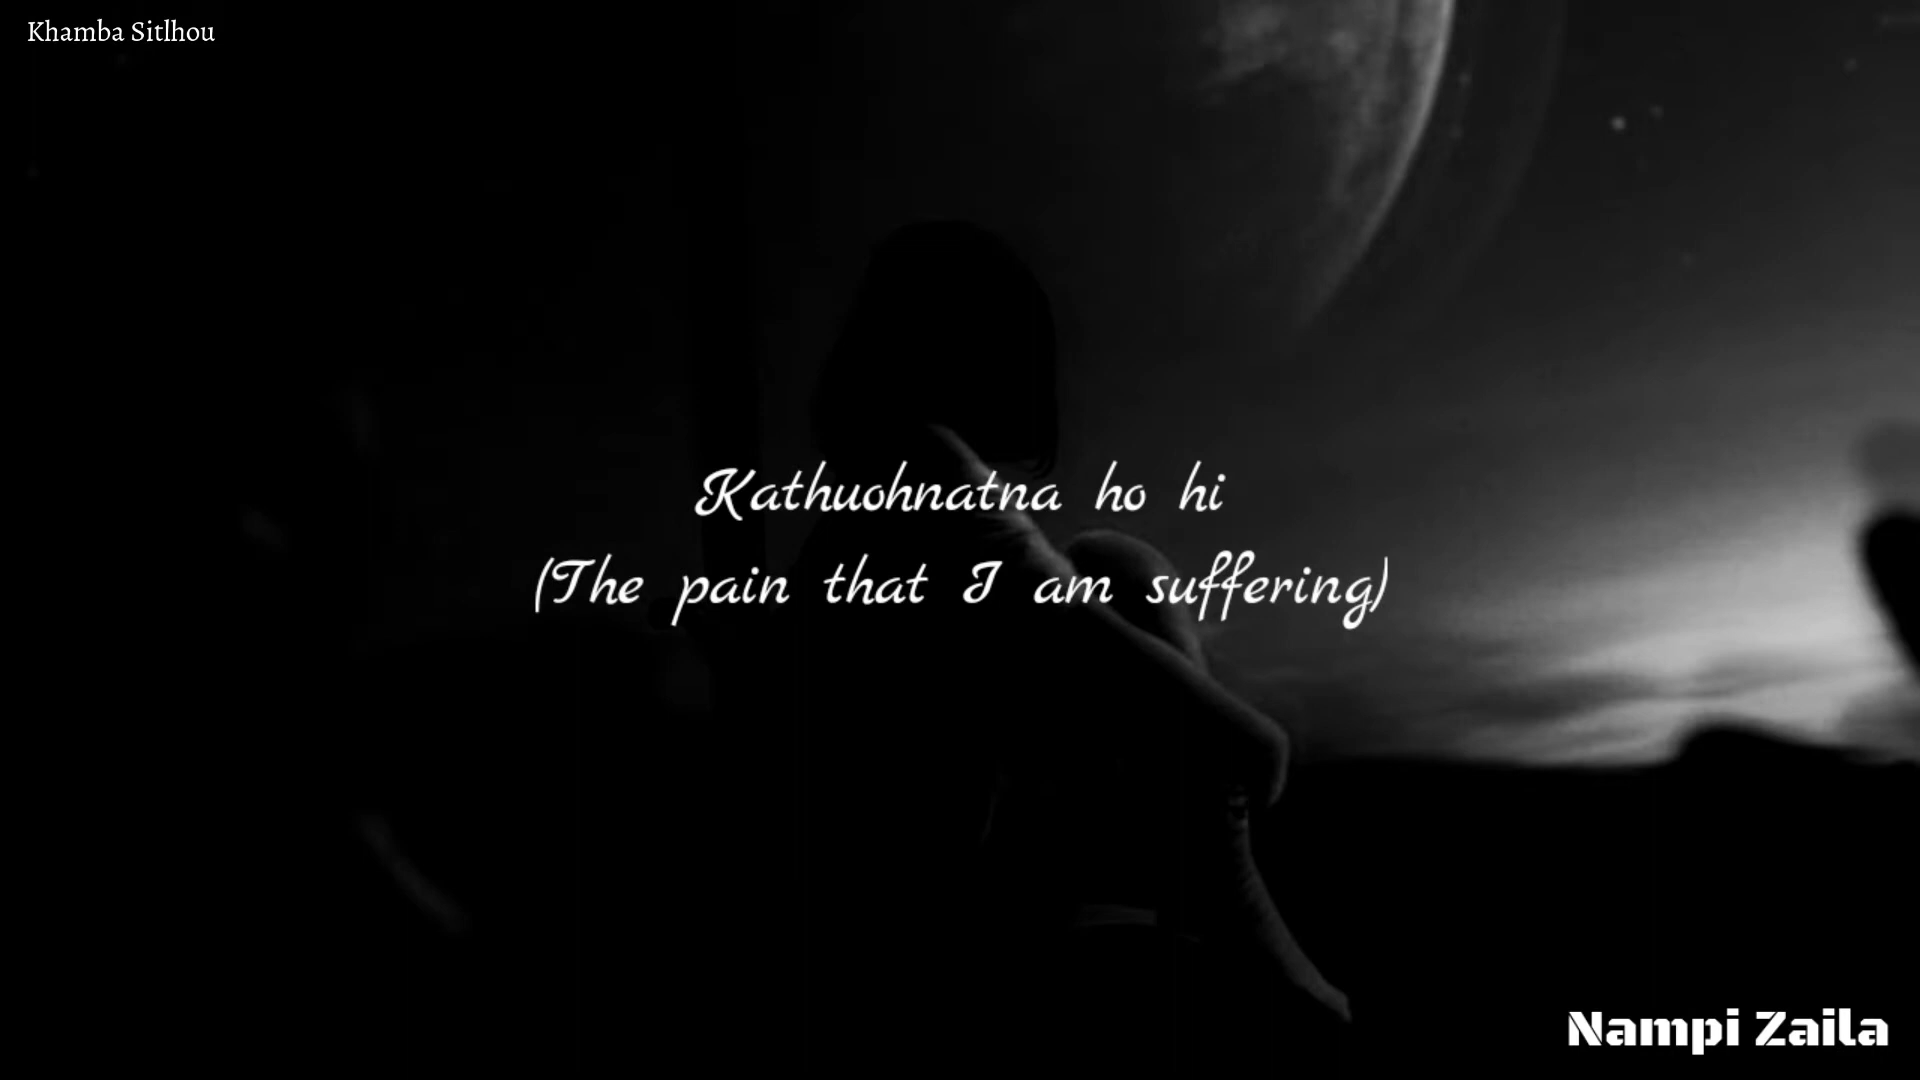 Khamba Sitlhou
Kathuohnatna ho hi
(The pain that I am suffering)
Nampi Zaila